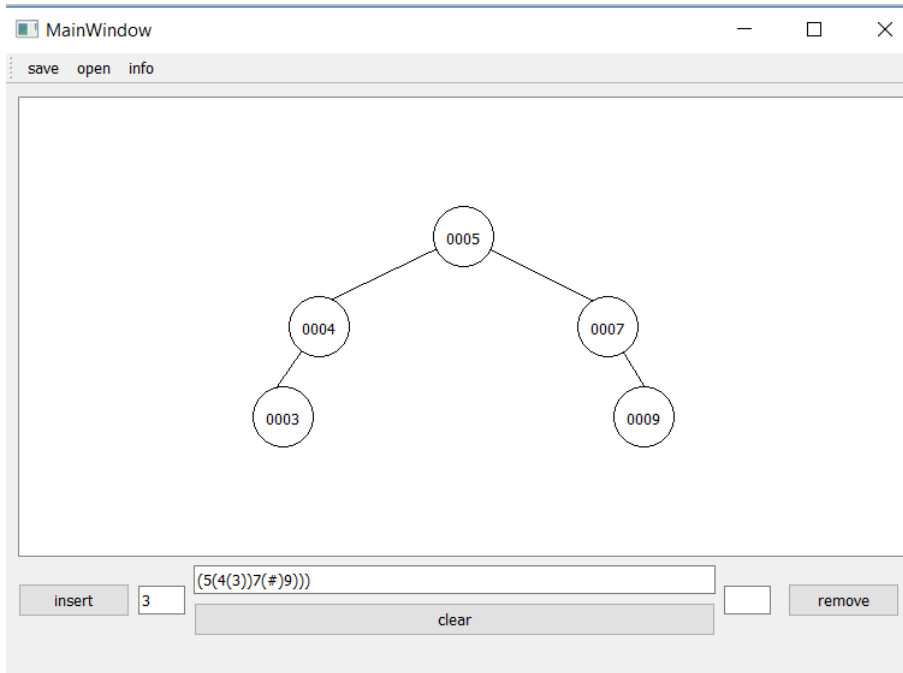 MainWindow
save open info
0005
0004 0007
0003 0009
(5(4(3))7(#)9)))
insert 3 remove
clear